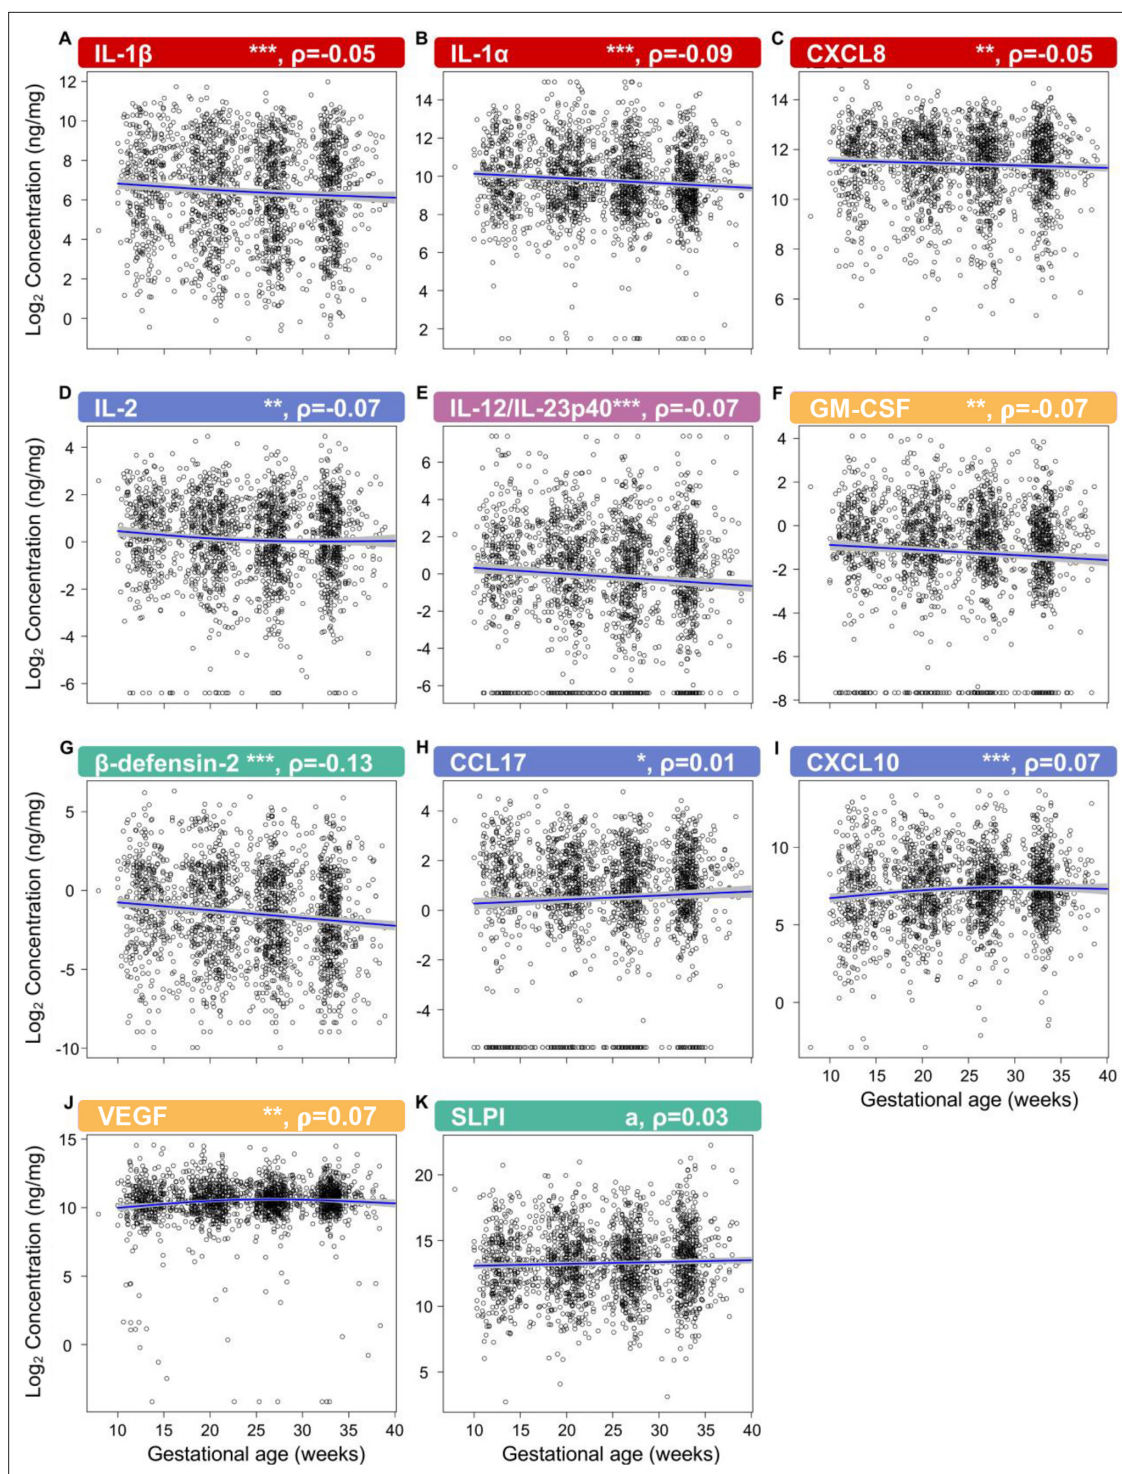 A IL-1β ***, ρ=-0.05
B IL-1α ***, ρ=-0.09
C CXCL8 **, ρ=-0.05
Log₂ Concentration (ng/mg)
12
10
8
6
4
2
0
14
12
10
8
6
4
2
14
12
10
8
6
D IL-2 **, ρ=-0.07
E IL-12/IL-23p40***, ρ=-0.07
F GM-CSF **, ρ=-0.07
Log₂ Concentration (ng/mg)
4
2
0
-2
-4
-6
6
4
2
0
-2
-4
-6
4
2
0
-2
-4
-6
-8
G β-defensin-2 ***, ρ=-0.13
H CCL17 *, ρ=0.01
I CXCL10 ***, ρ=0.07
Log₂ Concentration (ng/mg)
5
0
-5
-10
4
2
0
-2
-4
10
5
0
10 15 20 25 30 35 40
Gestational age (weeks)
J VEGF **, ρ=0.07
K SLPI a, ρ=0.03
Log₂ Concentration (ng/mg)
15
10
5
0
20
15
10
5
10 15 20 25 30 35 40
10 15 20 25 30 35 40
Gestational age (weeks)
Gestational age (weeks)